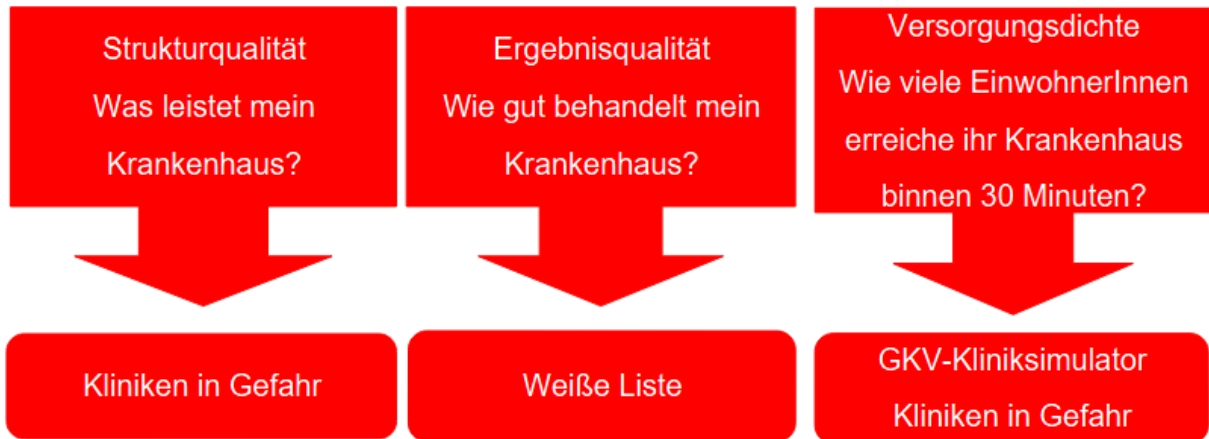 Strukturqualität
Was leistet mein
Krankenhaus?
Ergebnisqualität
Wie gut behandelt mein
Krankenhaus?
Versorgungsdichte
Wie viele EinwohnerInnen
erreiche ihr Krankenhaus
binnen 30 Minuten?
Kliniken in Gefahr
Weiße Liste
GKV-Kliniksimulator
Kliniken in Gefahr